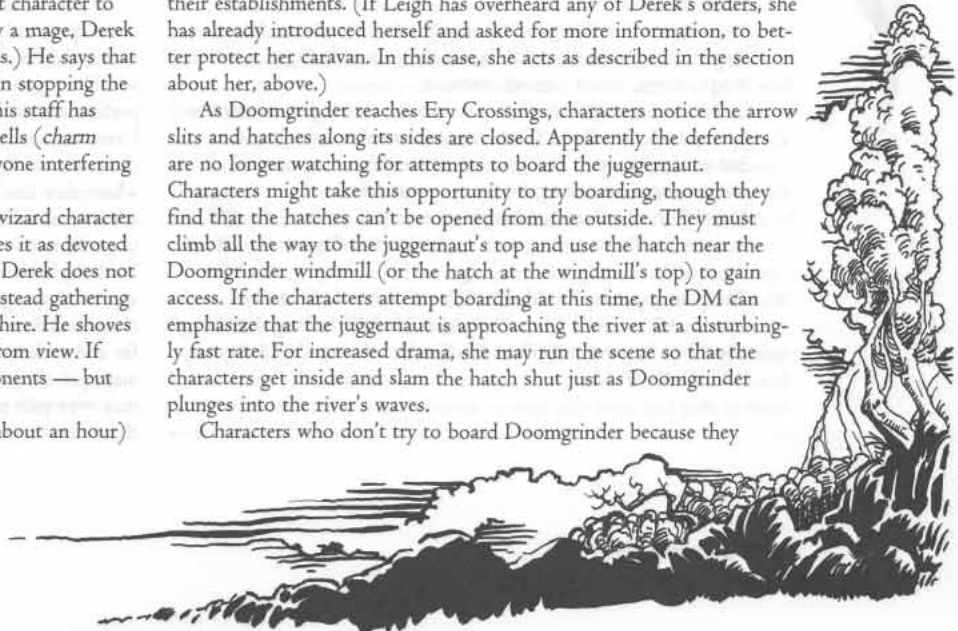 t character to
y a mage, Derek
s.) He says that
n stopping the
his staff has
ells (charm
yone interfering
wizard character
es it as devoted
Derek does not
stead gathering
hire. He shoves
rom view. If
nents — but
about an hour)
their establishments. (If Leigh has overheard any of Derek's orders, she
has already introduced herself and asked for more information, to bet-
ter protect her caravan. In this case, she acts as described in the section
about her, above.)
As Doomgrinder reaches Ery Crossings, characters notice the arrow
slits and hatches along its sides are closed. Apparently the defenders
are no longer watching for attempts to board the juggernaut.
Characters might take this opportunity to try boarding, though they
find that the hatches can't be opened from the outside. They must
climb all the way to the juggernaut's top and use the hatch near the
Doomgrinder windmill (or the hatch at the windmill's top) to gain
access. If the characters attempt boarding at this time, the DM can
emphasize that the juggernaut is approaching the river at a disturbing-
ly fast rate. For increased drama, she may run the scene so that the
characters get inside and slam the hatch shut just as Doomgrinder
plunges into the river's waves.
Characters who don't try to board Doomgrinder because they